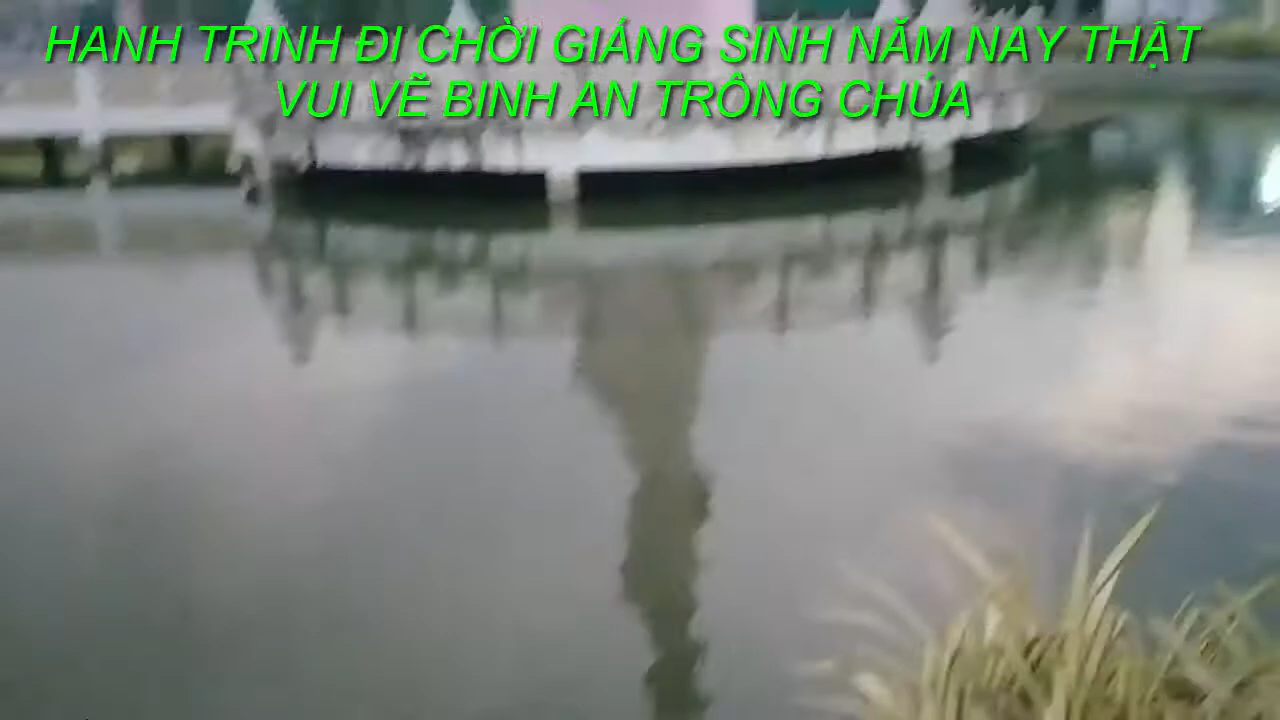 HANH TRINH ĐI CHỜI GIÁNG SINH NĂM NAY THẬT
VUI VẼ BINH AN TRÔNG CHÚA